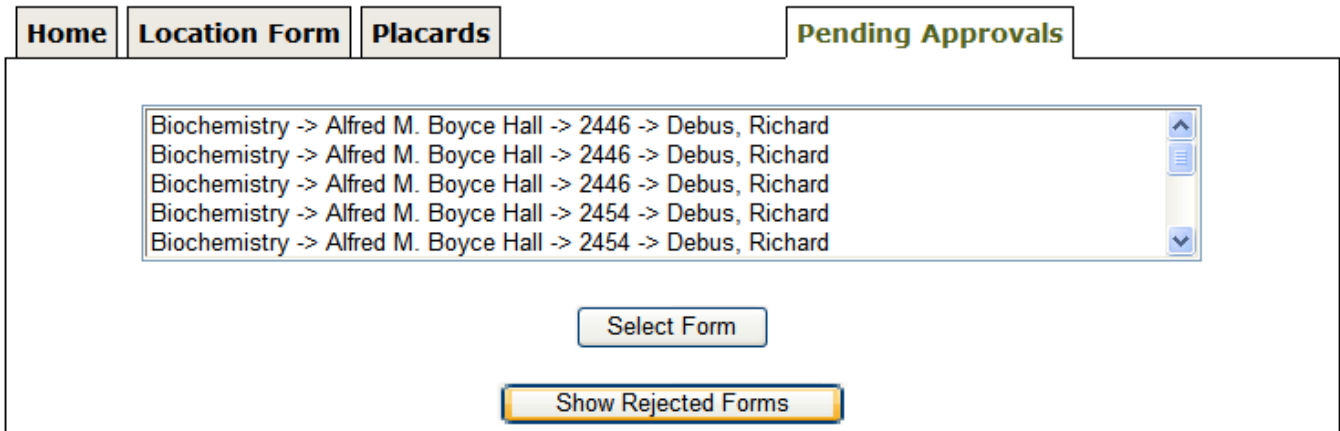 Home Location Form Placards Pending Approvals
Biochemistry -> Alfred M. Boyce Hall -> 2446 -> Debus, Richard
Biochemistry -> Alfred M. Boyce Hall -> 2446 -> Debus, Richard
Biochemistry -> Alfred M. Boyce Hall -> 2446 -> Debus, Richard
Biochemistry -> Alfred M. Boyce Hall -> 2454 -> Debus, Richard
Biochemistry -> Alfred M. Boyce Hall -> 2454 -> Debus, Richard
Select Form
Show Rejected Forms